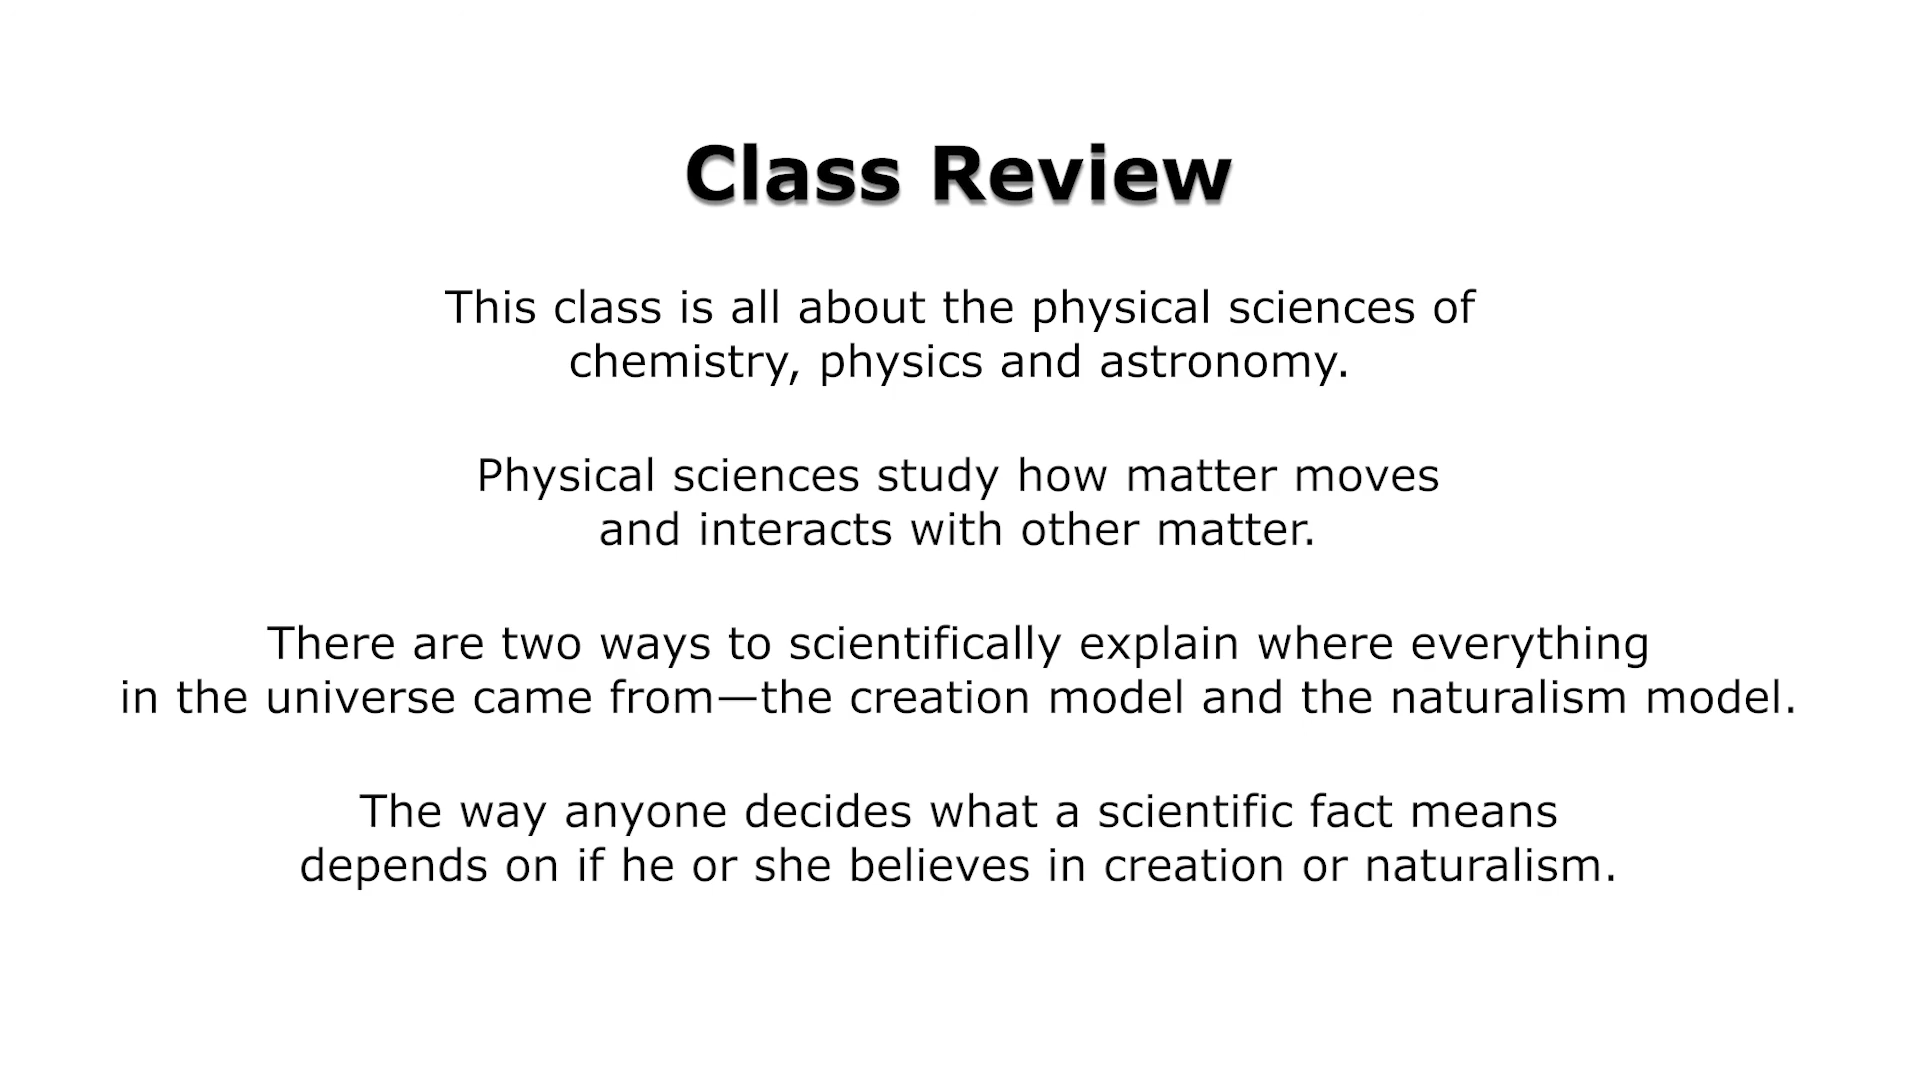 Class Review
This class is all about the physical sciences of
chemistry, physics and astronomy.
Physical sciences study how matter moves
and interacts with other matter.
There are two ways to scientifically explain where everything
in the universe came from—the creation model and the naturalism model.
The way anyone decides what a scientific fact means
depends on if he or she believes in creation or naturalism.